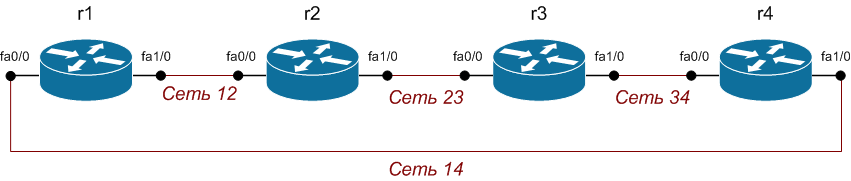 r1 r2 r3 r4
fa0/0 fa1/0 fa0/0 fa1/0 fa0/0 fa1/0 fa0/0 fa1/0
Сеть 12 Сеть 23 Сеть 34
Сеть 14